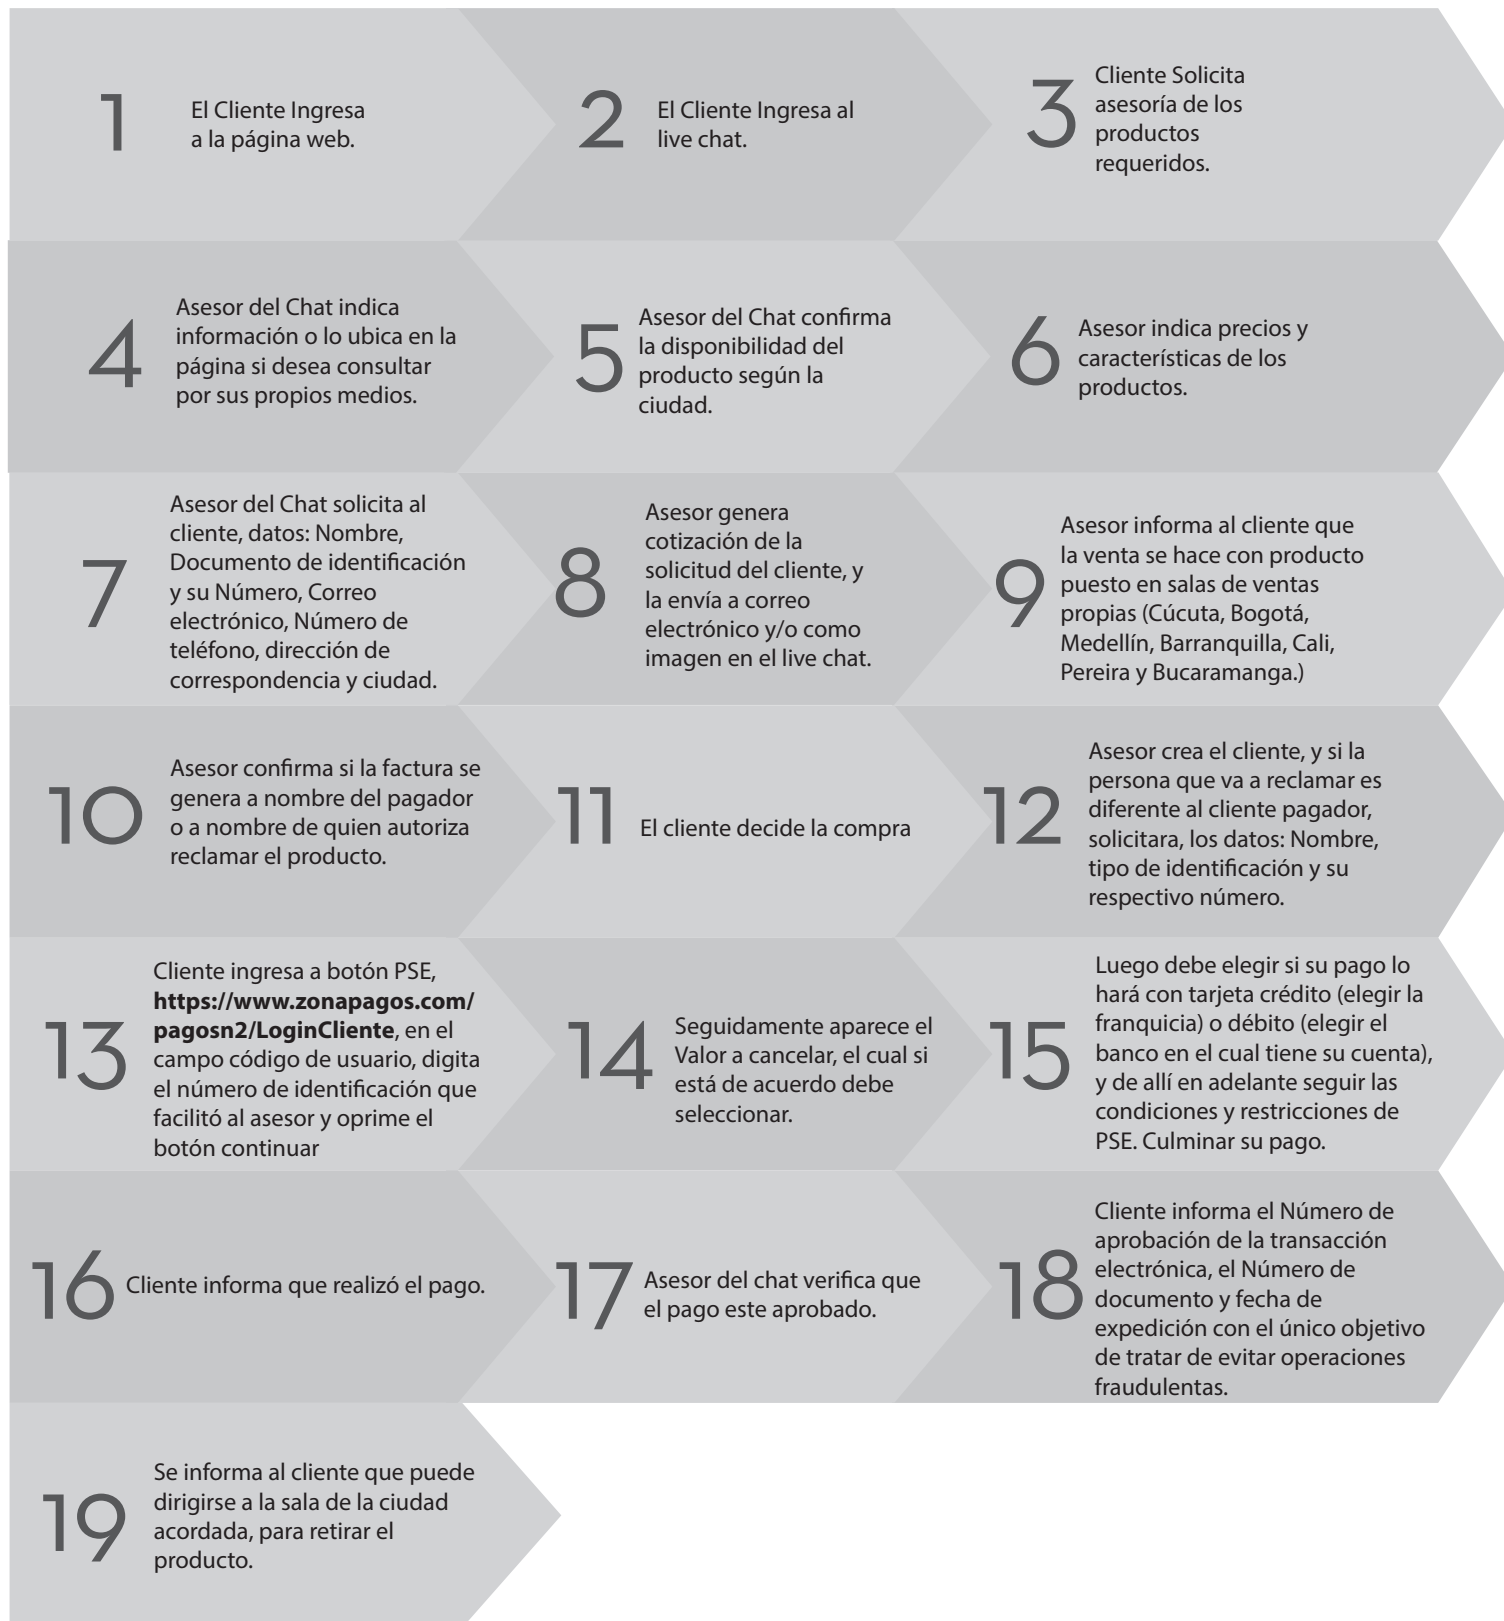 1
El Cliente Ingresa
a la página web.
2
El Cliente Ingresa al
live chat.
3
Cliente Solicita
asesoría de los
productos
requeridos.
4
Asesor del Chat indica
información o lo ubica en la
página si desea consultar
por sus propios medios.
5
Asesor del Chat confirma
la disponibilidad del
producto según la
ciudad.
6
Asesor indica precios y
características de los
productos.
7
Asesor del Chat solicita al
cliente, datos: Nombre,
Documento de identificación
y su Número, Correo
electrónico, Número de
teléfono, dirección de
correspondencia y ciudad.
8
Asesor genera
cotización de la
solicitud del cliente, y
la envía a correo
electrónico y/o como
imagen en el live chat.
9
Asesor informa al cliente que
la venta se hace con producto
puesto en salas de ventas
propias (Cúcuta, Bogotá,
Medellín, Barranquilla, Cali,
Pereira y Bucaramanga.)
10
Asesor confirma si la factura se
genera a nombre del pagador
o a nombre de quien autoriza
reclamar el producto.
11
El cliente decide la compra
12
Asesor crea el cliente, y si la
persona que va a reclamar es
diferente al cliente pagador,
solicitara, los datos: Nombre,
tipo de identificación y su
respectivo número.
13
Cliente ingresa a botón PSE,
https://www.zonapagos.com/
pagosn2/LoginCliente, en el
campo código de usuario, digita
el número de identificación que
facilitó al asesor y oprime el
botón continuar
14
Seguidamente aparece el
Valor a cancelar, el cual si
está de acuerdo debe
seleccionar.
15
Luego debe elegir si su pago lo
hará con tarjeta crédito (elegir la
franquicia) o débito (elegir el
banco en el cual tiene su cuenta),
y de allí en adelante seguir las
condiciones y restricciones de
PSE. Culminar su pago.
16
Cliente informa que realizó el pago.
17
Asesor del chat verifica que
el pago este aprobado.
18
Cliente informa el Número de
aprobación de la transacción
electrónica, el Número de
documento y fecha de
expedición con el único objetivo
de tratar de evitar operaciones
fraudulentas.
19
Se informa al cliente que puede
dirigirse a la sala de la ciudad
acordada, para retirar el
producto.